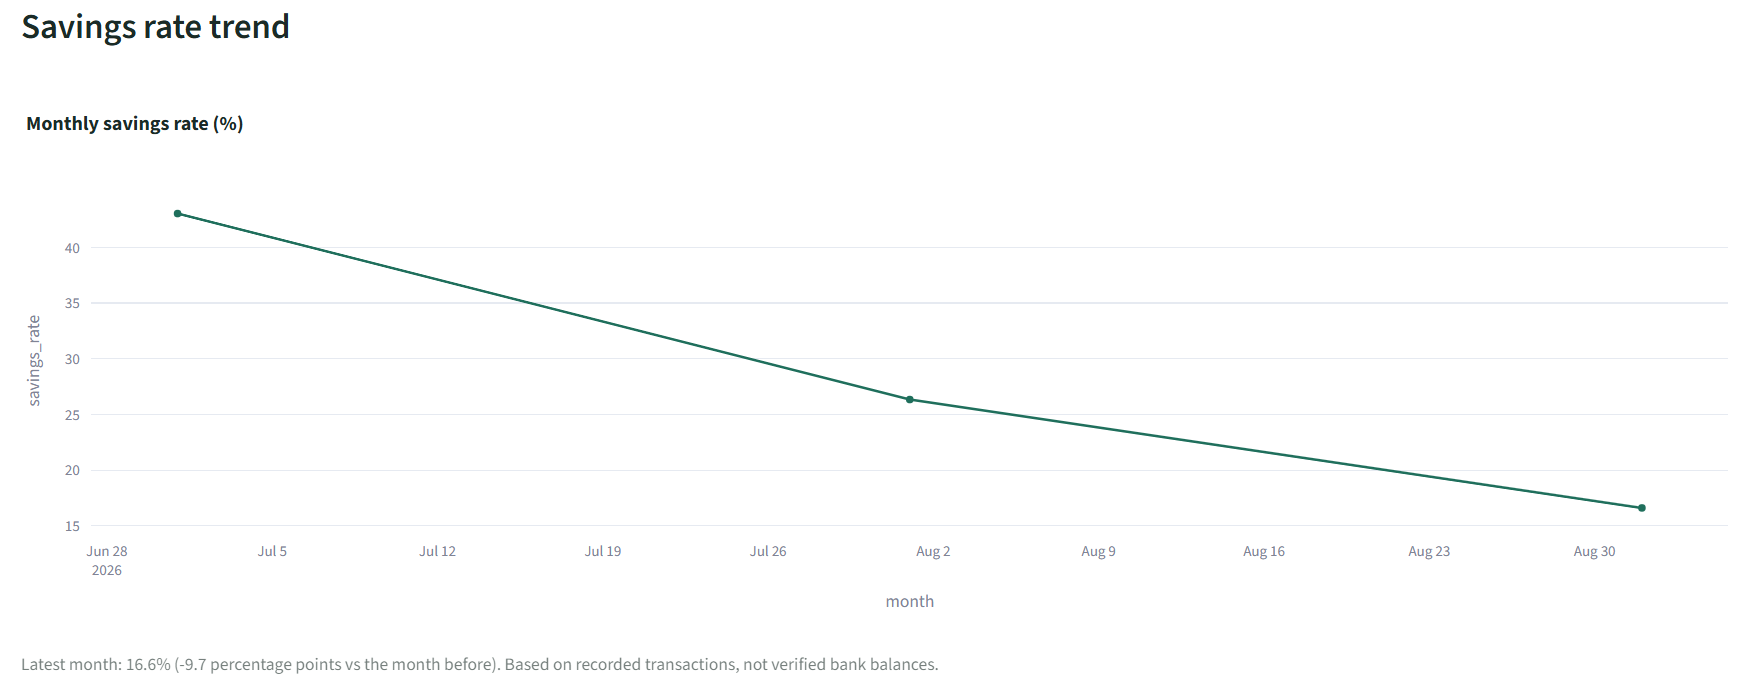 Savings rate trend
Monthly savings rate (%)
40
35
30
25
20
15
savings_rate
Jun 28 Jul 5 Jul 12 Jul 19 Jul 26 Aug 2 Aug 9 Aug 16 Aug 23 Aug 30
2026
month
Latest month: 16.6% (-9.7 percentage points vs the month before). Based on recorded transactions, not verified bank balances.